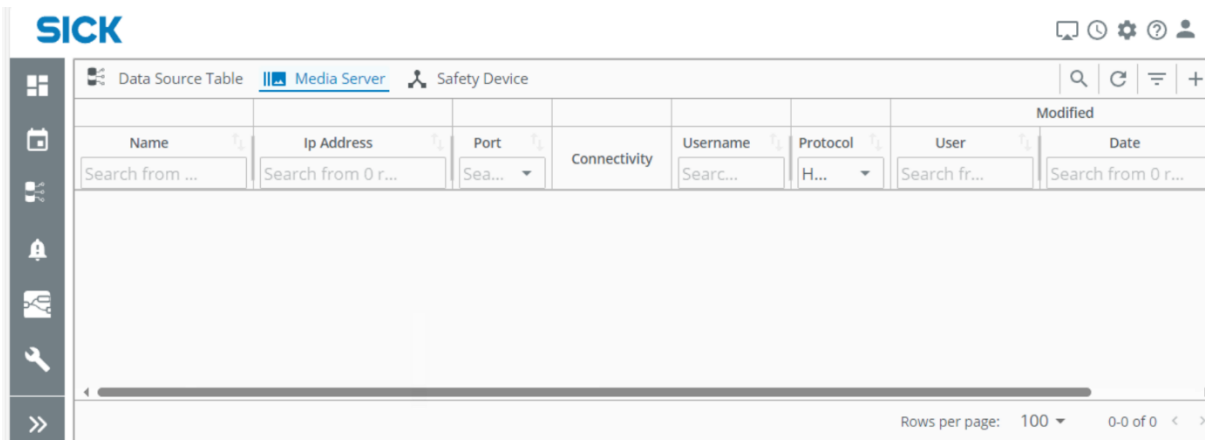 SICK
Data Source Table Media Server Safety Device
Modified
Name Ip Address Port Connectivity Username Protocol User Date
Search from ... Search from 0 r... Sea... Searc... H... Search fr... Search from 0 r...
Rows per page: 100 0-0 of 0